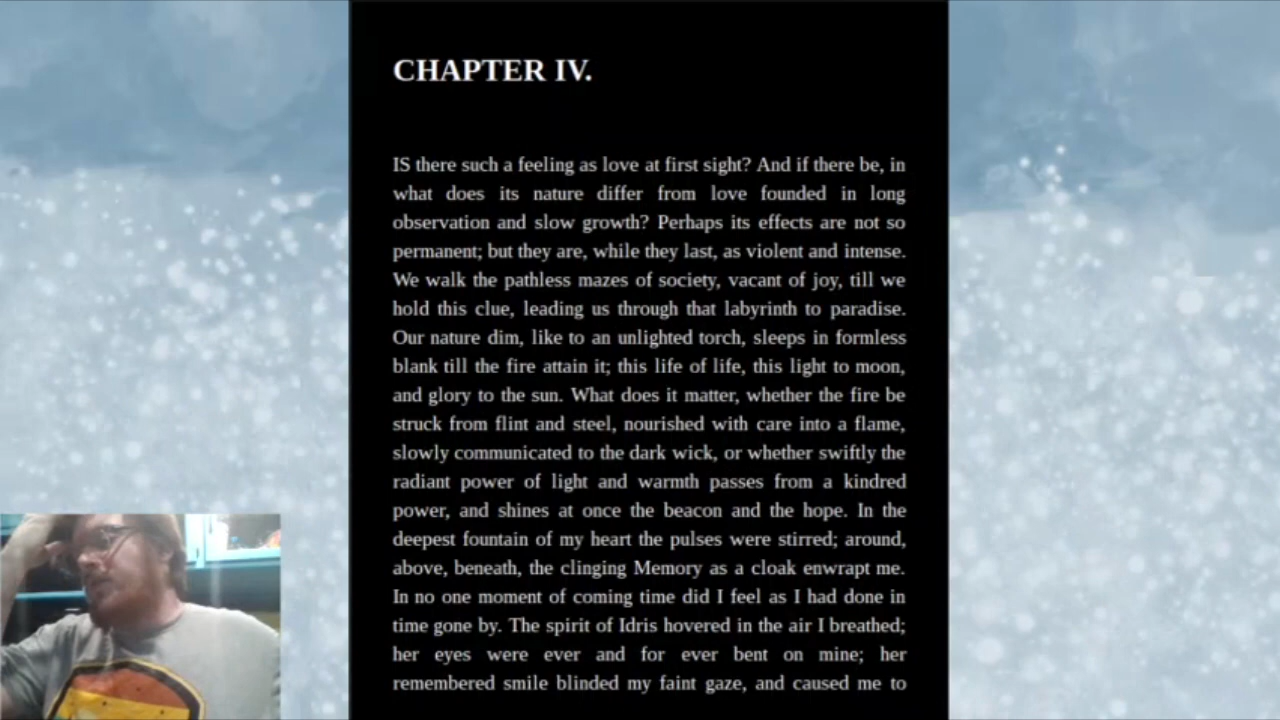 CHAPTER IV.
IS there such a feeling as love at first sight? And if there be, in
what does its nature differ from love founded in long
observation and slow growth? Perhaps its effects are not so
permanent; but they are, while they last, as violent and intense.
We walk the pathless mazes of society, vacant of joy, till we
hold this clue, leading us through that labyrinth to paradise.
Our nature dim, like to an unlighted torch, sleeps in formless
blank till the fire attain it; this life of life, this light to moon,
and glory to the sun. What does it matter, whether the fire be
struck from flint and steel, nourished with care into a flame,
slowly communicated to the dark wick, or whether swiftly the
radiant power of light and warmth passes from a kindred
power, and shines at once the beacon and the hope. In the
deepest fountain of my heart the pulses were stirred; around,
above, beneath, the clinging Memory as a cloak enwrapt me.
In no one moment of coming time did I feel as I had done in
time gone by. The spirit of Idris hovered in the air I breathed;
her eyes were ever and for ever bent on mine; her
remembered smile blinded my faint gaze, and caused me to